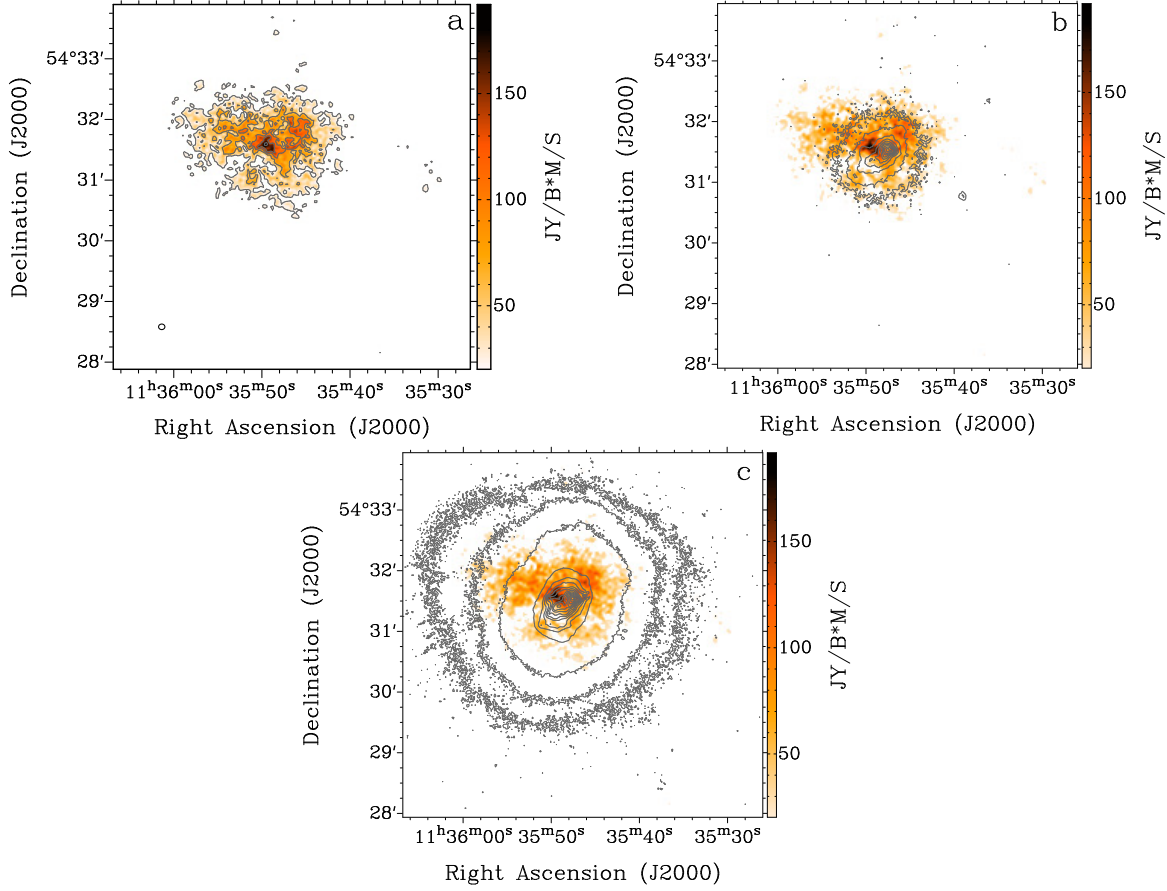 a
54°33′
32′
31′
30′
29′
28′
11ʰ36ᵐ00ˢ 35ᵐ50ˢ 35ᵐ40ˢ 35ᵐ30ˢ
Right Ascension (J2000)
Declination (J2000)
150
100
50
JY/B*M/S
b
54°33′
32′
31′
30′
29′
28′
11ʰ36ᵐ00ˢ 35ᵐ50ˢ 35ᵐ40ˢ 35ᵐ30ˢ
Right Ascension (J2000)
Declination (J2000)
150
100
50
JY/B*M/S
c
54°33′
32′
31′
30′
29′
28′
11ʰ36ᵐ00ˢ 35ᵐ50ˢ 35ᵐ40ˢ 35ᵐ30ˢ
Right Ascension (J2000)
Declination (J2000)
150
100
50
JY/B*M/S